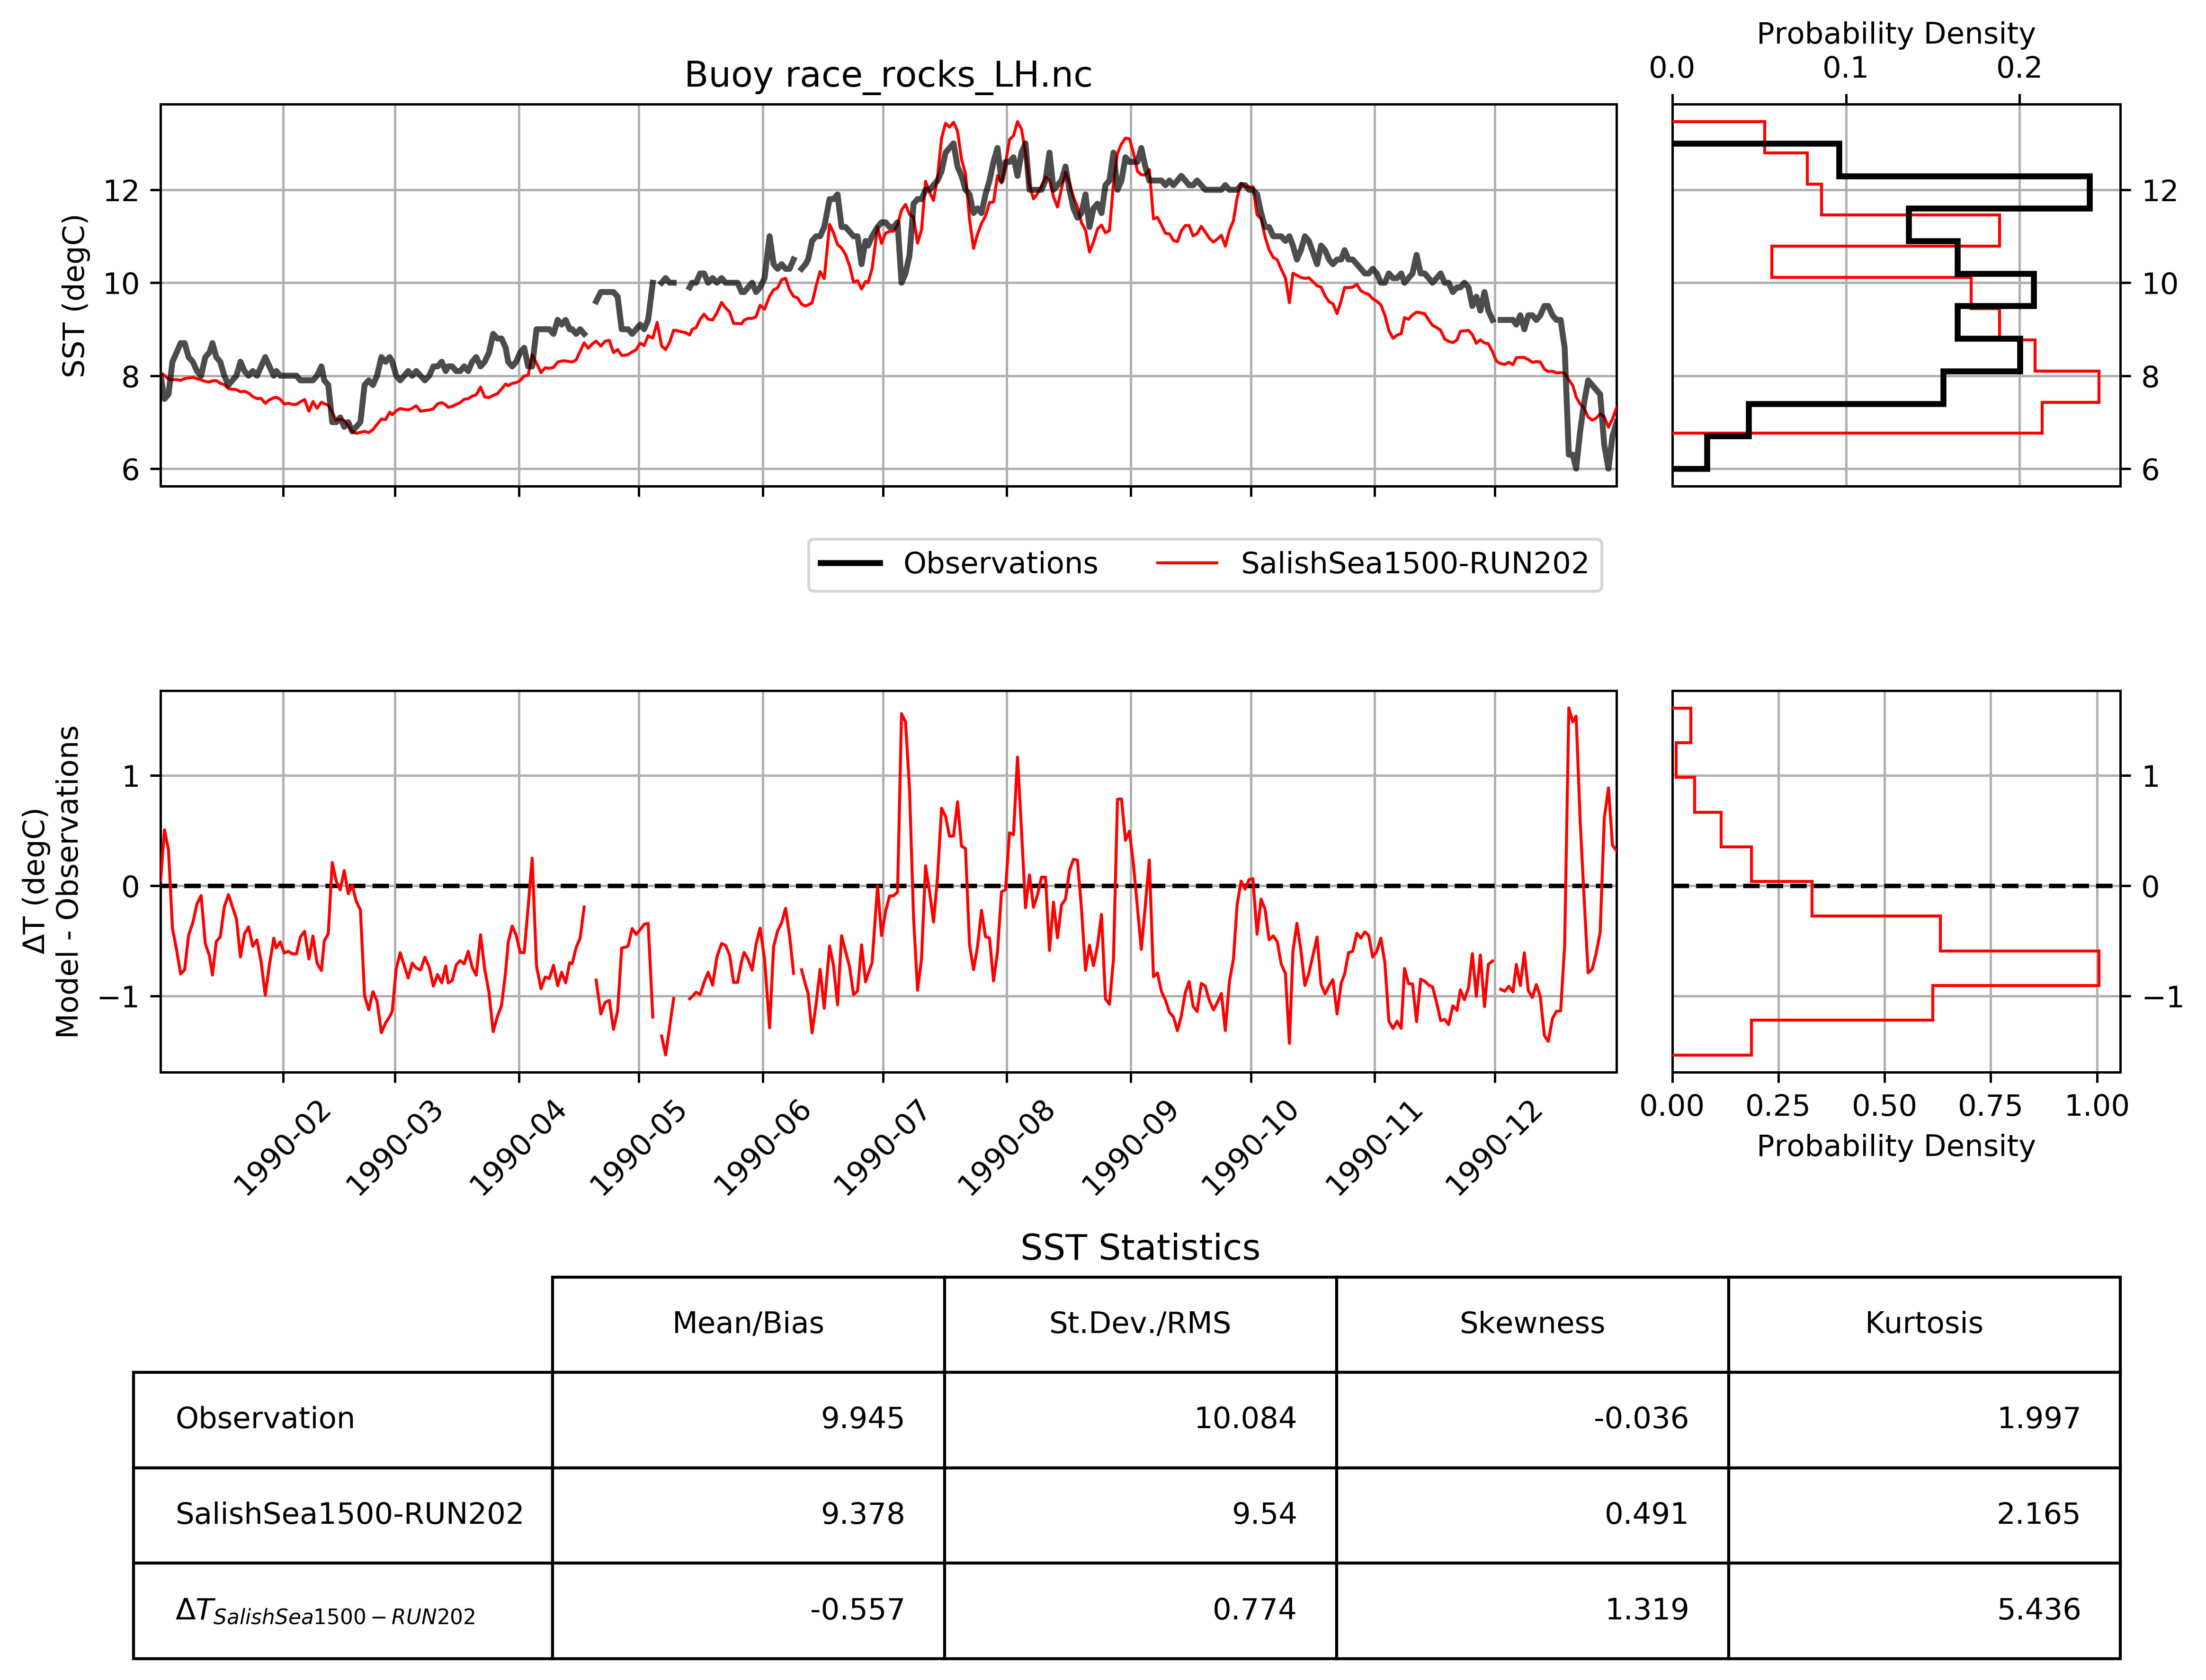 Probability Density
0.0 0.1 0.2
Buoy race_rocks_LH.nc
SST (degC)
12
10
8
6
12
10
8
6
Observations SalishSea1500-RUN202
ΔT (degC)
Model - Observations
1
0
−1
1
0
−1
1990-02 1990-03 1990-04 1990-05 1990-06 1990-07 1990-08 1990-09 1990-10 1990-11 1990-12
0.00 0.25 0.50 0.75 1.00
Probability Density
SST Statistics
Mean/Bias St.Dev./RMS Skewness Kurtosis
Observation 9.945 10.084 -0.036 1.997
SalishSea1500-RUN202 9.378 9.54 0.491 2.165
ΔT SalishSea1500−RUN202 -0.557 0.774 1.319 5.436